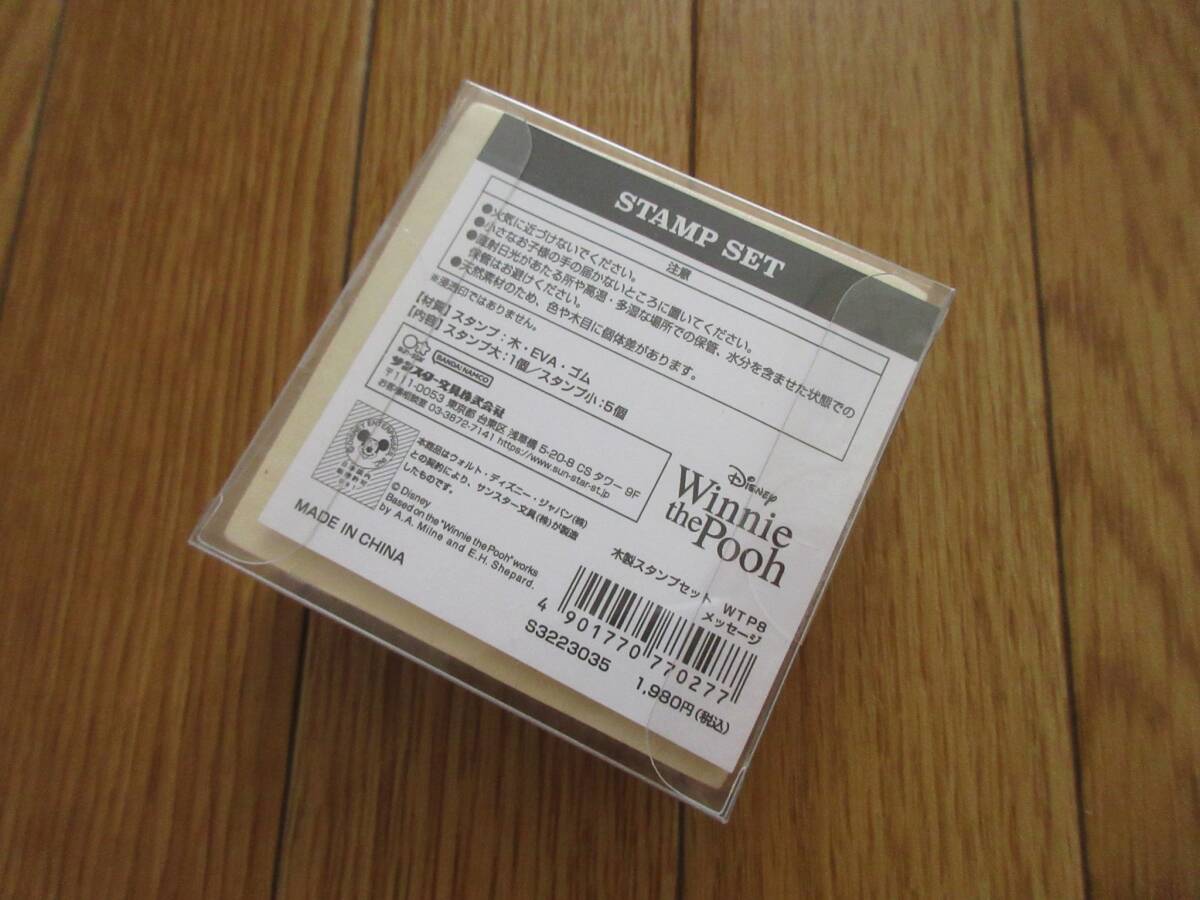 STAMP SET
注意
●火気に近づけないでください。
●小さなお子様の手の届かないところに置いてください。
●直射日光があたる所や高温・多湿な場所での保管、水分を含ませた状態での
保管はお避けください。
●天然素材のため、色や木目に個体差があります。
※浸透印ではありません。
【材質】スタンプ：木・EVA・ゴム
【内容】スタンプ大：1個／スタンプ小：5個
BANDAI NAMCO
サンスター文具株式会社
〒111-0053 東京都 台東区 浅草橋 5-20-8 CS タワー 9F
お客様相談室 03-3872-7141 https://www.sun-star-st.jp
本商品はウォルト・ディズニー・ジャパン(株)
との契約により、サンスター文具(株)が製造
したものです。
© Disney
Based on the "Winnie the Pooh" works
by A.A. Milne and E.H. Shepard.
MADE IN CHINA
Disney
Winnie
the Pooh
木製スタンプセット WTP8
メッセージ
4 901770 770277
S3223035
1,980円(税込)